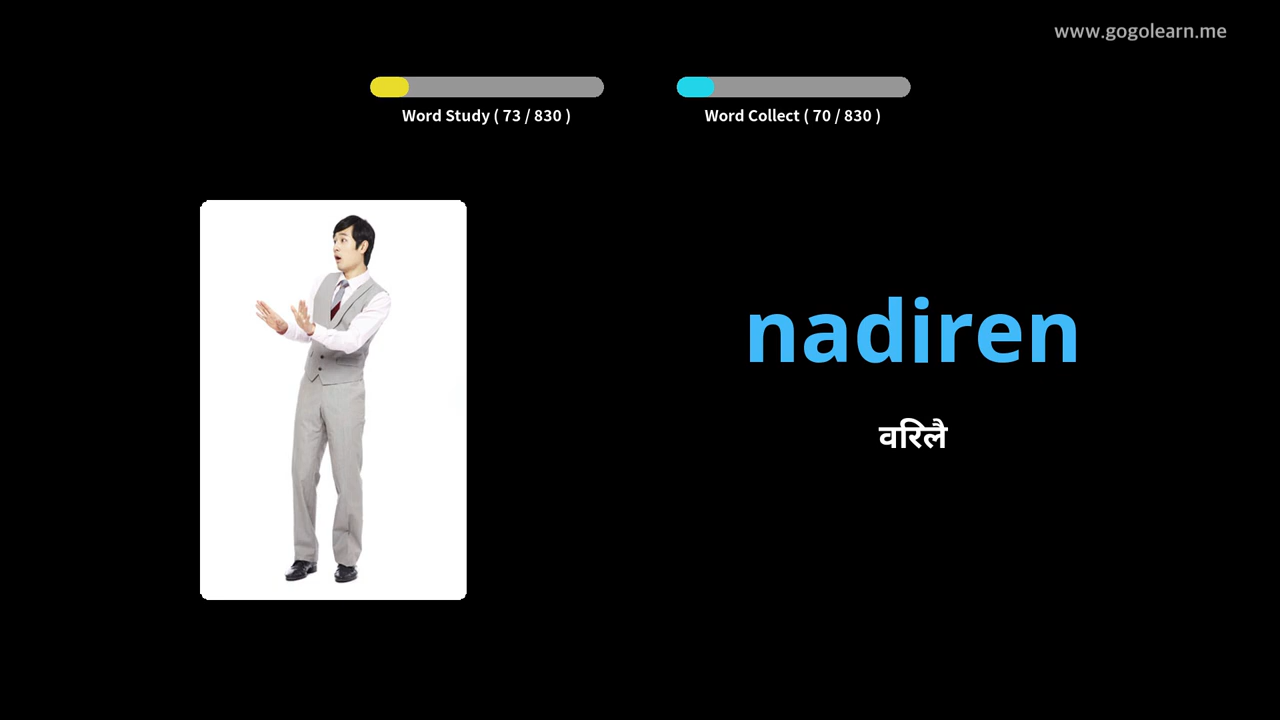 www.gogolearn.me
Word Study ( 73 / 830 )
Word Collect ( 70 / 830 )
nadiren
वरिलै